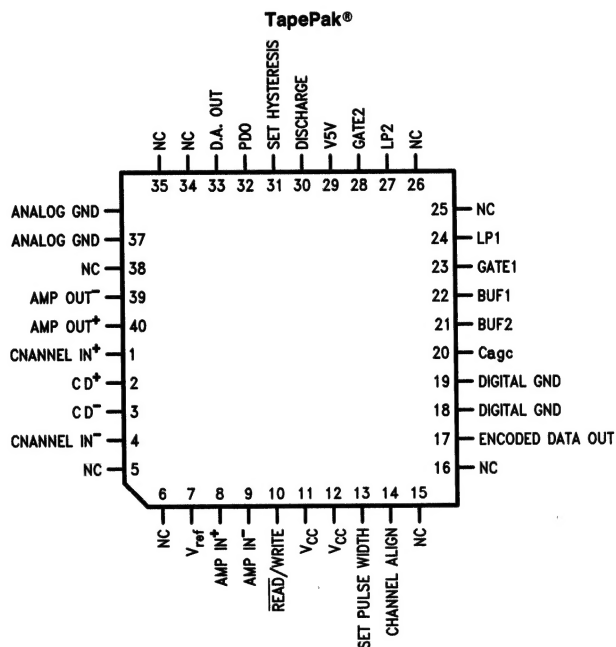 TapePak®
NC
NC
D.A. OUT
PDO
SET HYSTERESIS
DISCHARGE
V5V
GATE2
LP2
NC
35 34 33 32 31 30 29 28 27 26
ANALOG GND
ANALOG GND 37
NC 38
AMP OUT⁻ 39
AMP OUT⁺ 40
CNANNEL IN⁺ 1
CD⁺ 2
CD⁻ 3
CNANNEL IN⁻ 4
NC 5
25 NC
24 LP1
23 GATE1
22 BUF1
21 BUF2
20 Cagc
19 DIGITAL GND
18 DIGITAL GND
17 ENCODED DATA OUT
16 NC
6 7 8 9 10 11 12 13 14 15
NC
Vref
AMP IN⁺
AMP IN⁻
READ/WRITE
VCC
VCC
SET PULSE WIDTH
CHANNEL ALIGN
NC